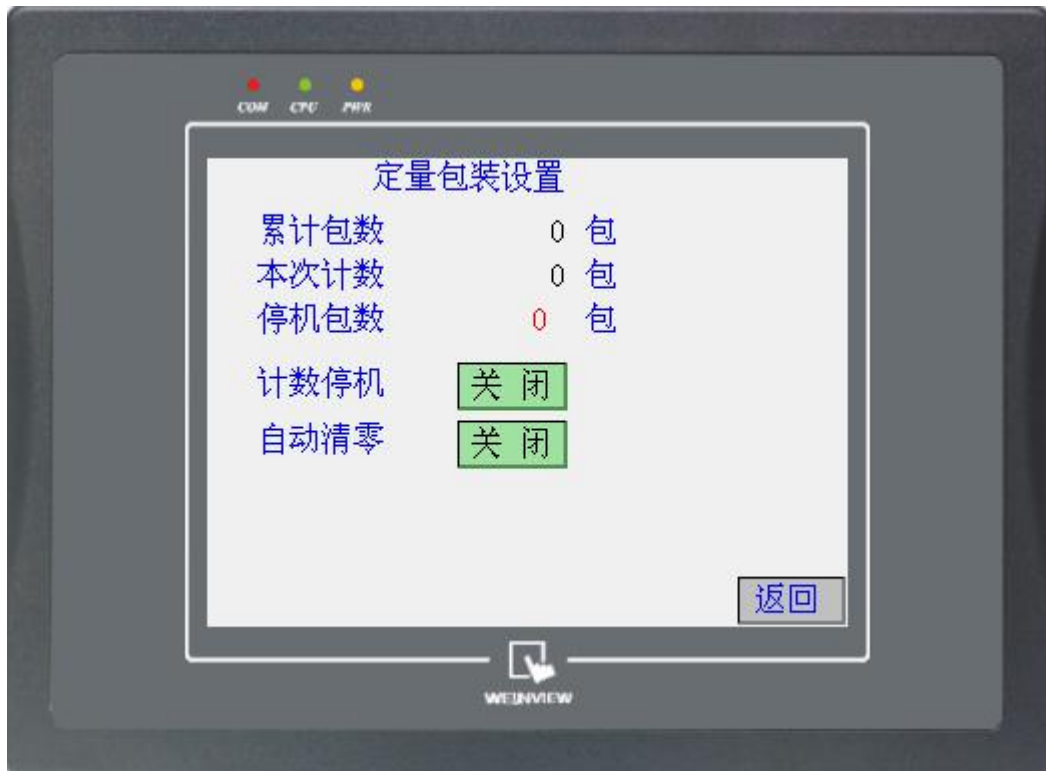 COM CPU PWR
定量包装设置
累计包数 0 包
本次计数 0 包
停机包数 0 包
计数停机 关 闭
自动清零 关 闭
返回
WEINVIEW